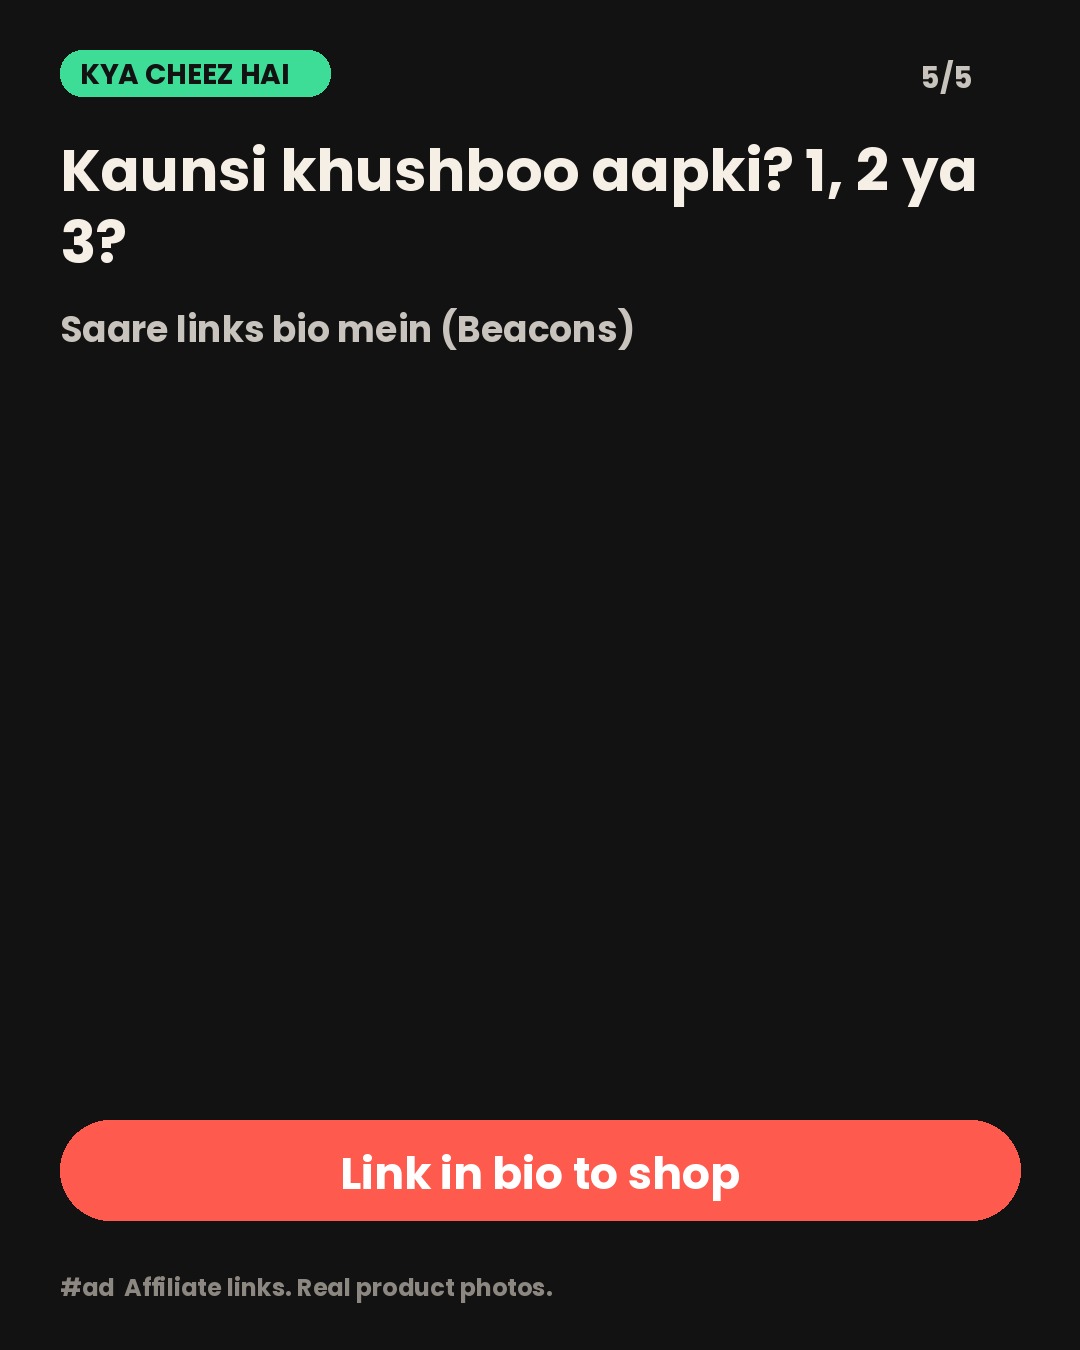 KYA CHEEZ HAI
5/5
Kaunsi khushboo aapki? 1, 2 ya
3?
Saare links bio mein (Beacons)
Link in bio to shop
#ad Affiliate links. Real product photos.